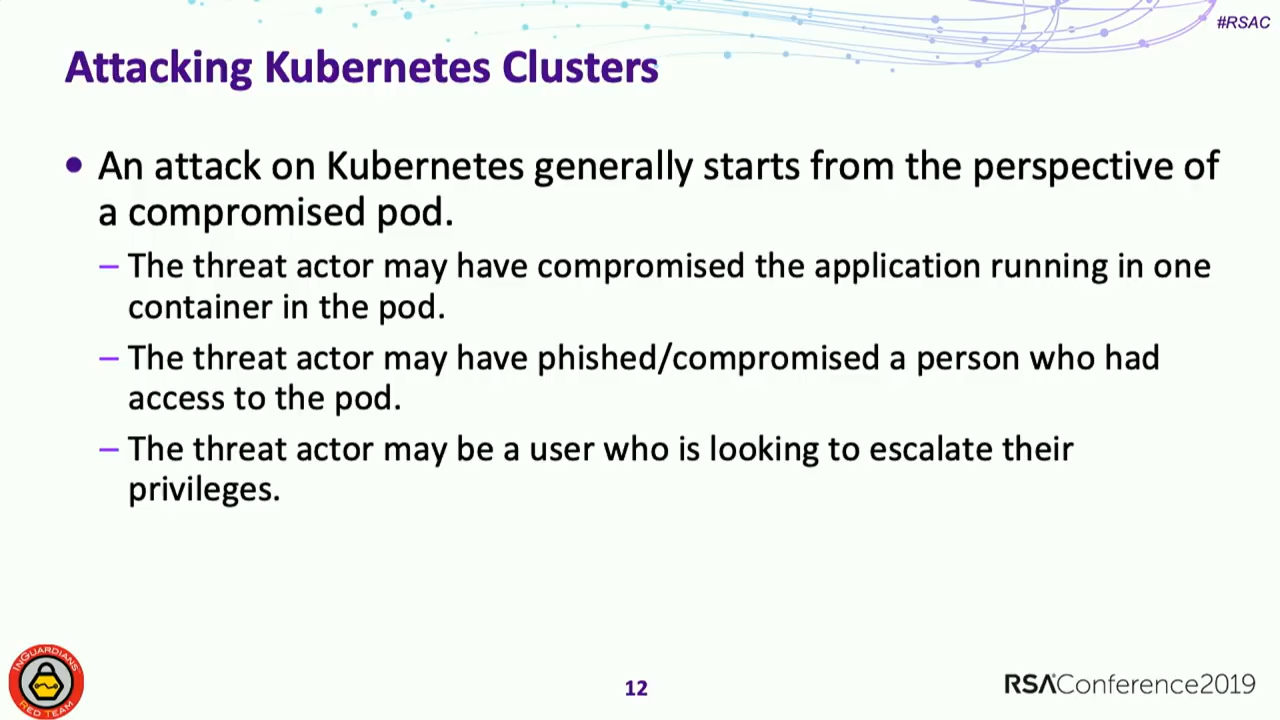 #RSAC
Attacking Kubernetes Clusters
• An attack on Kubernetes generally starts from the perspective of
a compromised pod.
– The threat actor may have compromised the application running in one
container in the pod.
– The threat actor may have phished/compromised a person who had
access to the pod.
– The threat actor may be a user who is looking to escalate their
privileges.
INGUARDIANS
RED TEAM
12
RSAConference2019